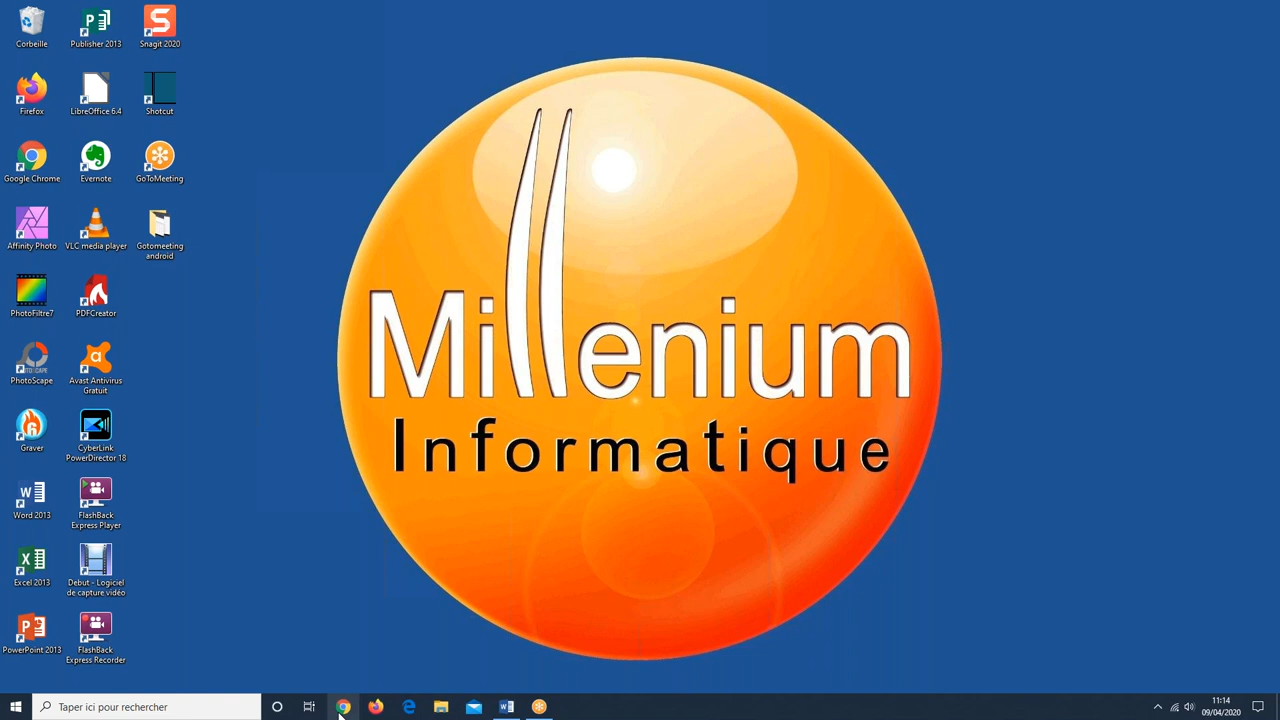 Corbeille
Publisher 2013
Snagit 2020
Firefox
LibreOffice 6.4
Shotcut
Google Chrome
Evernote
GoToMeeting
Affinity Photo
VLC media player
Gotomeeting
android
PhotoFiltre7
PDFCreator
PhotoScape
Avast Antivirus
Gratuit
Graver
CyberLink
PowerDirector 18
Word 2013
FlashBack
Express Player
Excel 2013
Debut - Logiciel
de capture vidéo
PowerPoint 2013
FlashBack
Express Recorder
Millenium
Informatique
Taper ici pour rechercher
11:14
09/04/2020